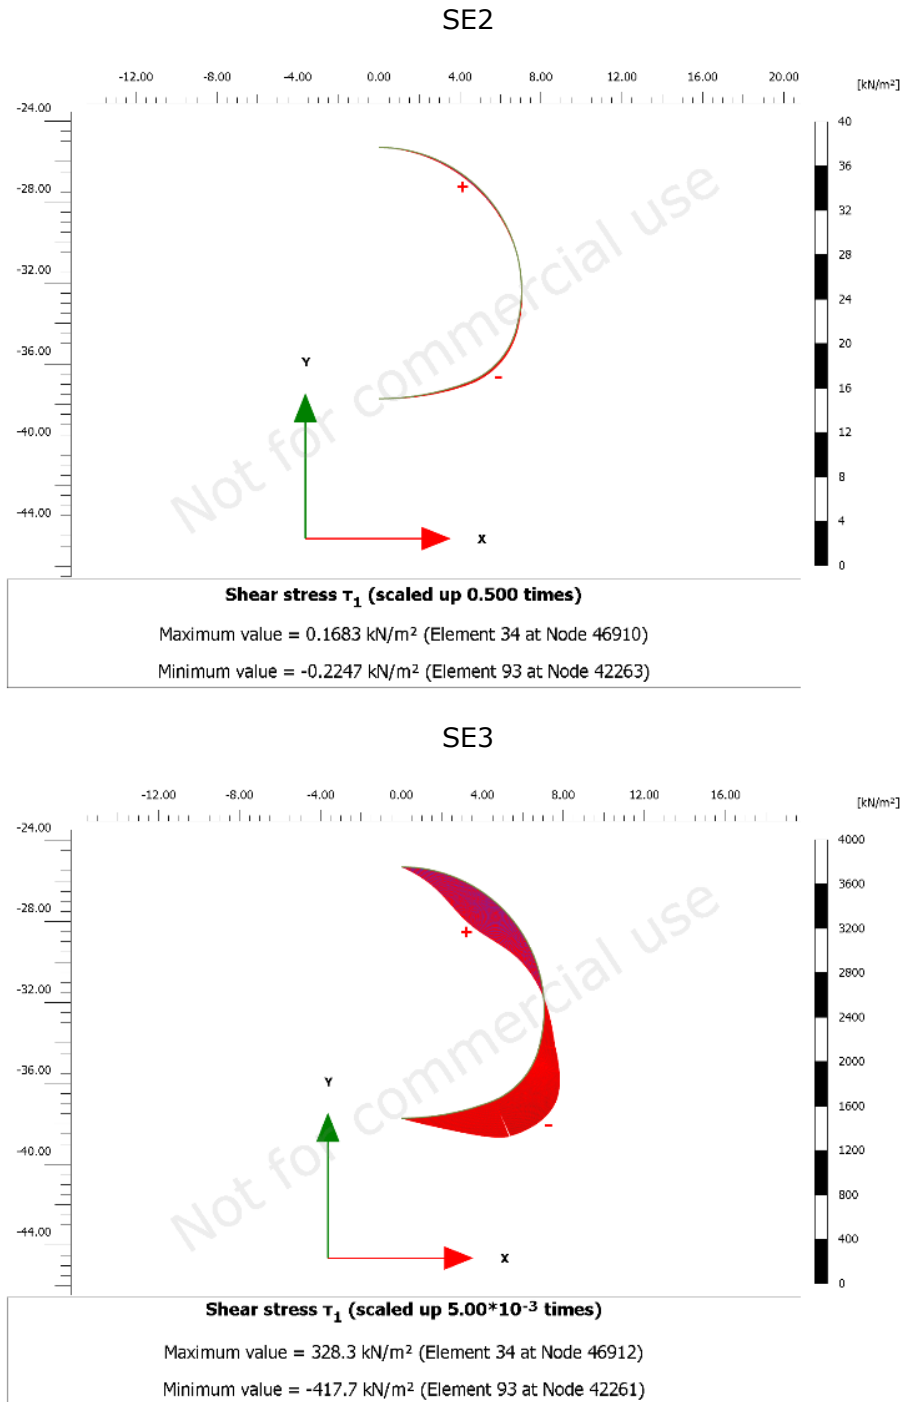 SE2
-12.00 -8.00 -4.00 0.00 4.00 8.00 12.00 16.00 20.00
[kN/m²]
-24.00
-28.00
-32.00
-36.00
-40.00
-44.00
40
36
32
28
24
20
16
12
8
4
0
+
-
Y
X
Not for commercial use
Shear stress τ1 (scaled up 0.500 times)
Maximum value = 0.1683 kN/m² (Element 34 at Node 46910)
Minimum value = -0.2247 kN/m² (Element 93 at Node 42263)
SE3
-12.00 -8.00 -4.00 0.00 4.00 8.00 12.00 16.00
[kN/m²]
-24.00
-28.00
-32.00
-36.00
-40.00
-44.00
4000
3600
3200
2800
2400
2000
1600
1200
800
400
0
+
-
Y
X
Not for commercial use
Shear stress τ1 (scaled up 5.00*10-3 times)
Maximum value = 328.3 kN/m² (Element 34 at Node 46912)
Minimum value = -417.7 kN/m² (Element 93 at Node 42261)